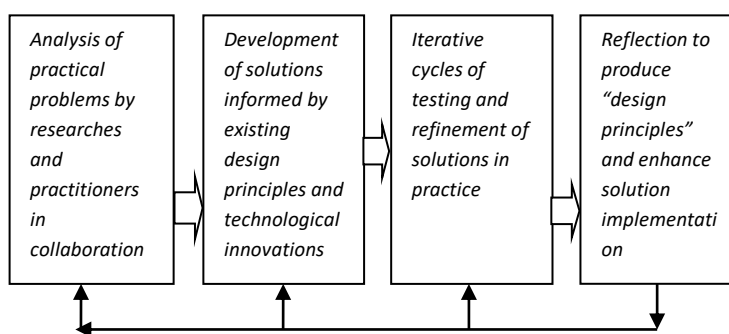 Analysis of
practical
problems by
researches
and
practitioners
in
collaboration
Development
of solutions
informed by
existing
design
principles and
technological
innovations
Iterative
cycles of
testing and
refinement of
solutions in
practice
Reflection to
produce
“design
principles”
and enhance
solution
implementati
on